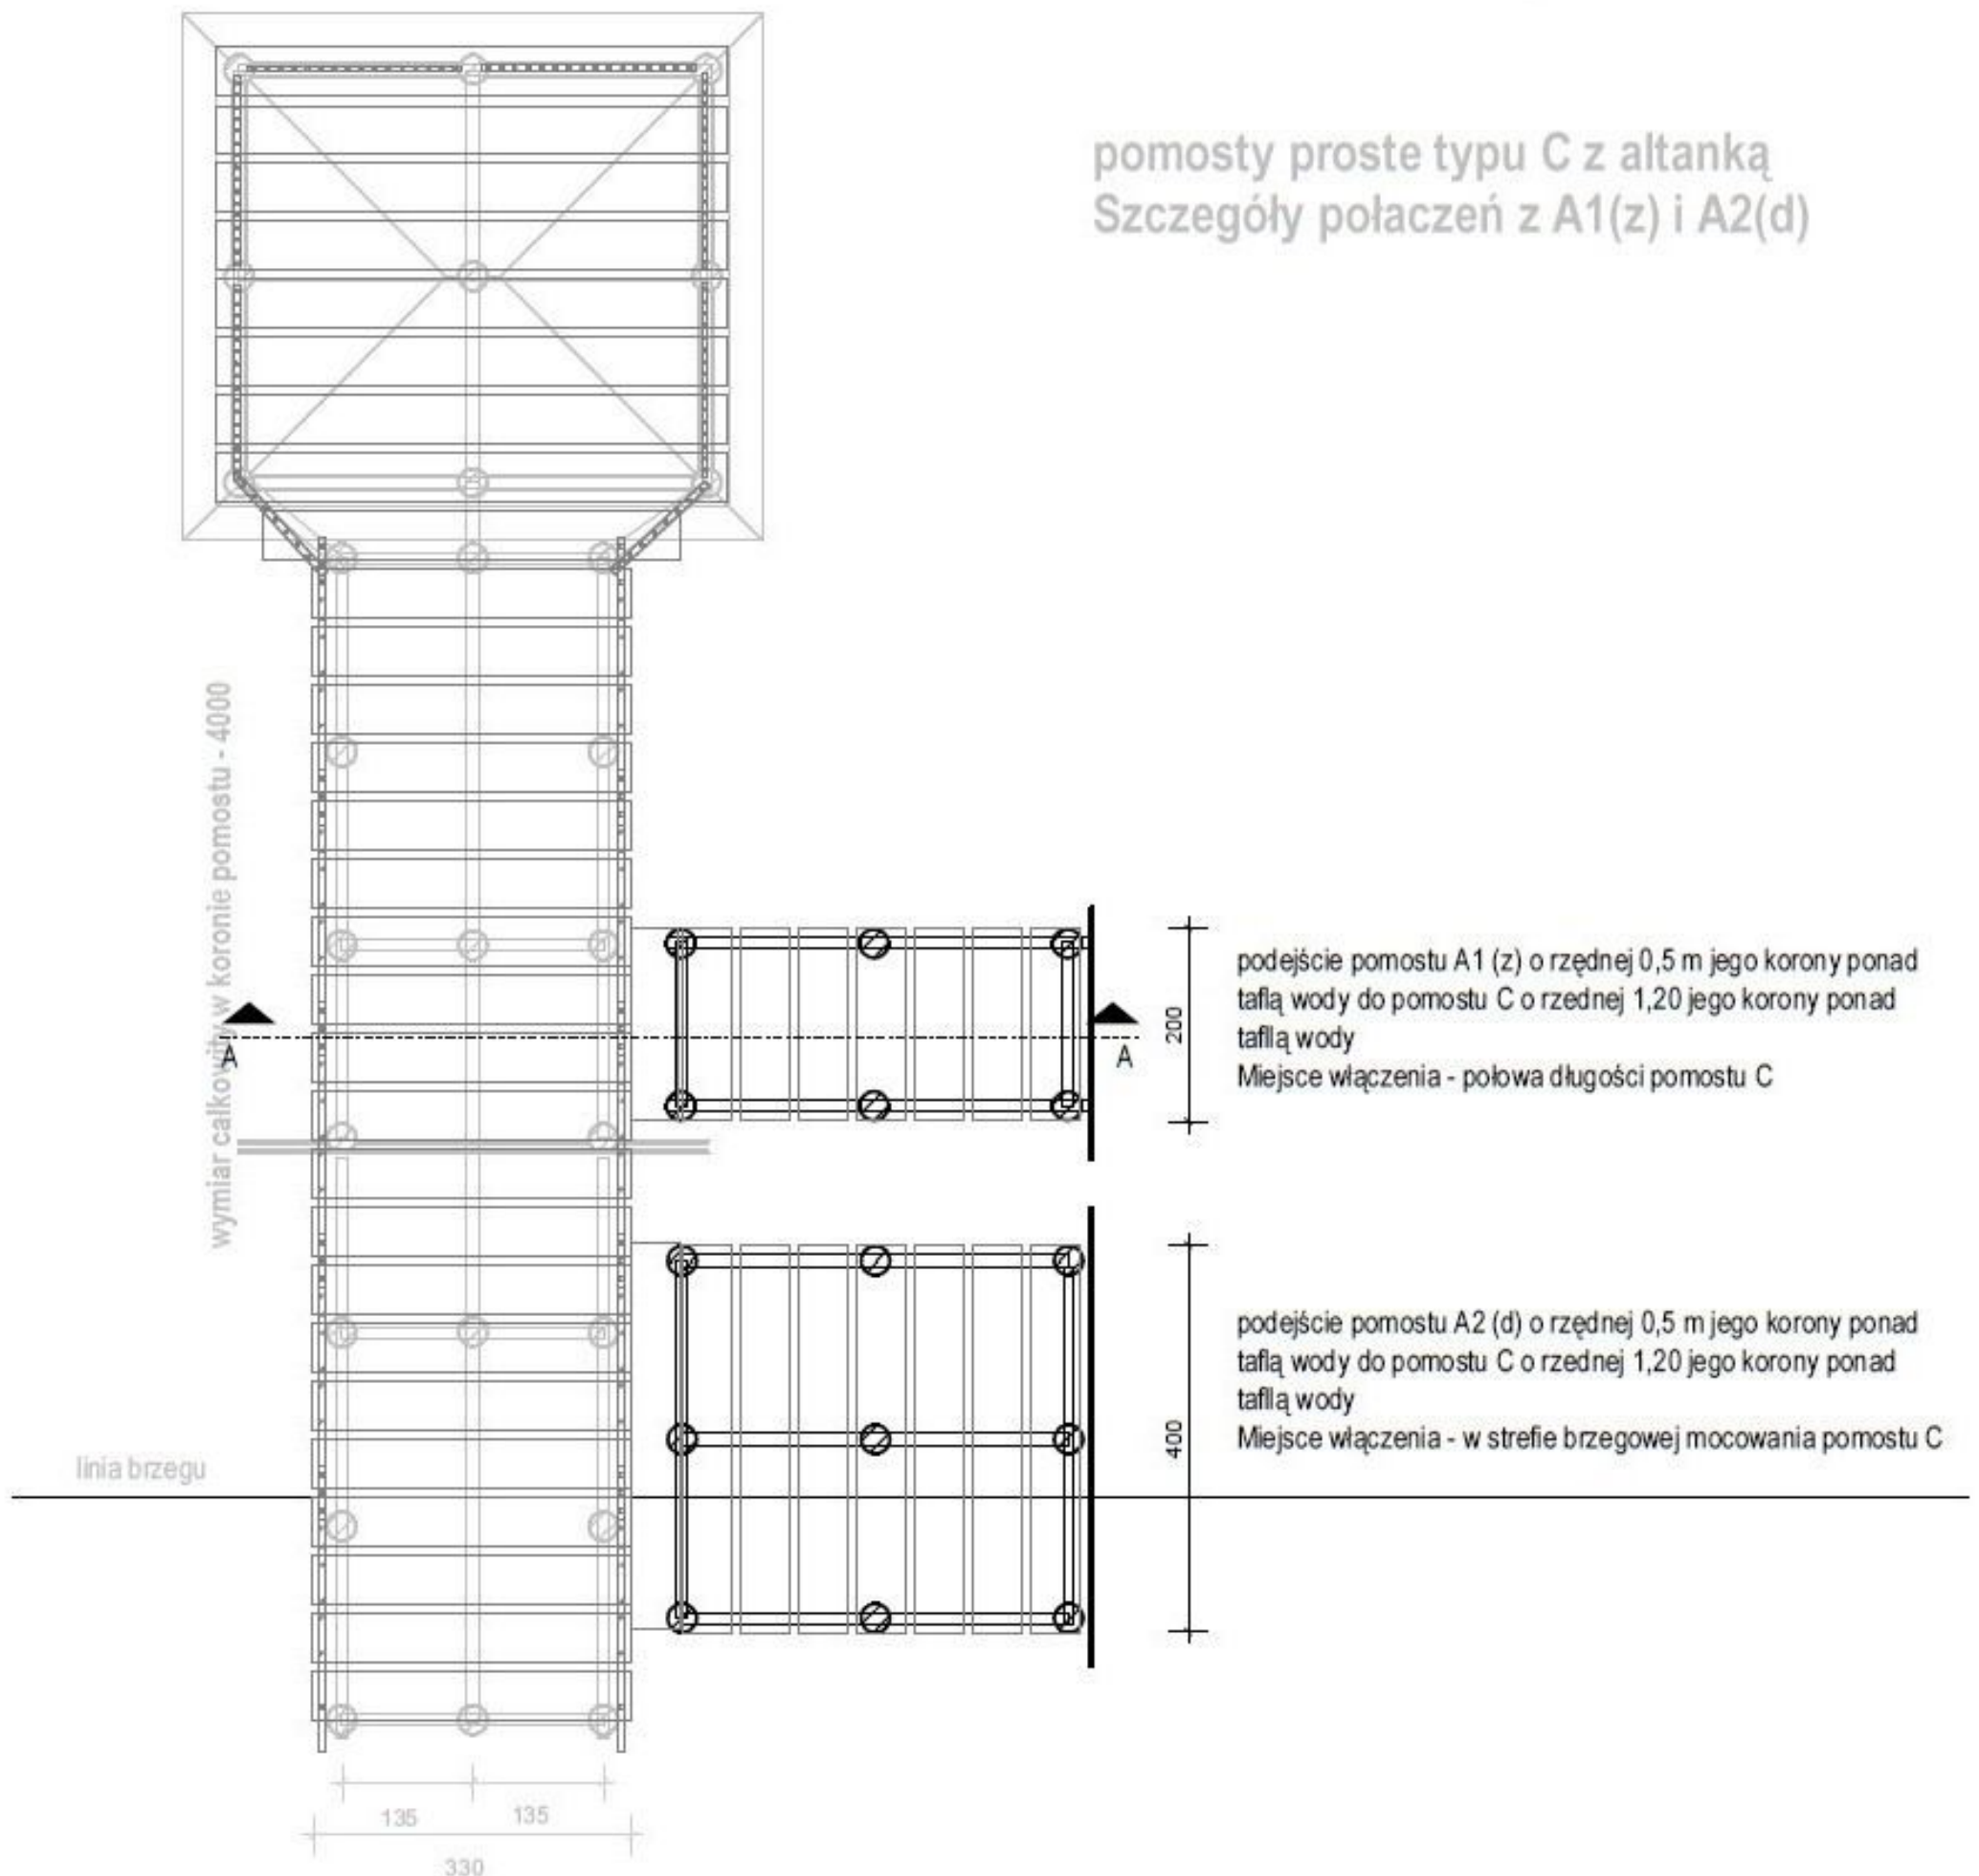 pomosty proste typu C z altanką
Szczegóły połaczeń z A1(z) i A2(d)
wymiar całkowity w koronie pomostu - 4000
A
A
200
podejście pomostu A1 (z) o rzędnej 0,5 m jego korony ponad
taflą wody do pomostu C o rzednej 1,20 jego korony ponad
tafllą wody
Miejsce włączenia - połowa długości pomostu C
400
podejście pomostu A2 (d) o rzędnej 0,5 m jego korony ponad
taflą wody do pomostu C o rzednej 1,20 jego korony ponad
tafllą wody
Miejsce włączenia - w strefie brzegowej mocowania pomostu C
linia brzegu
135
135
330